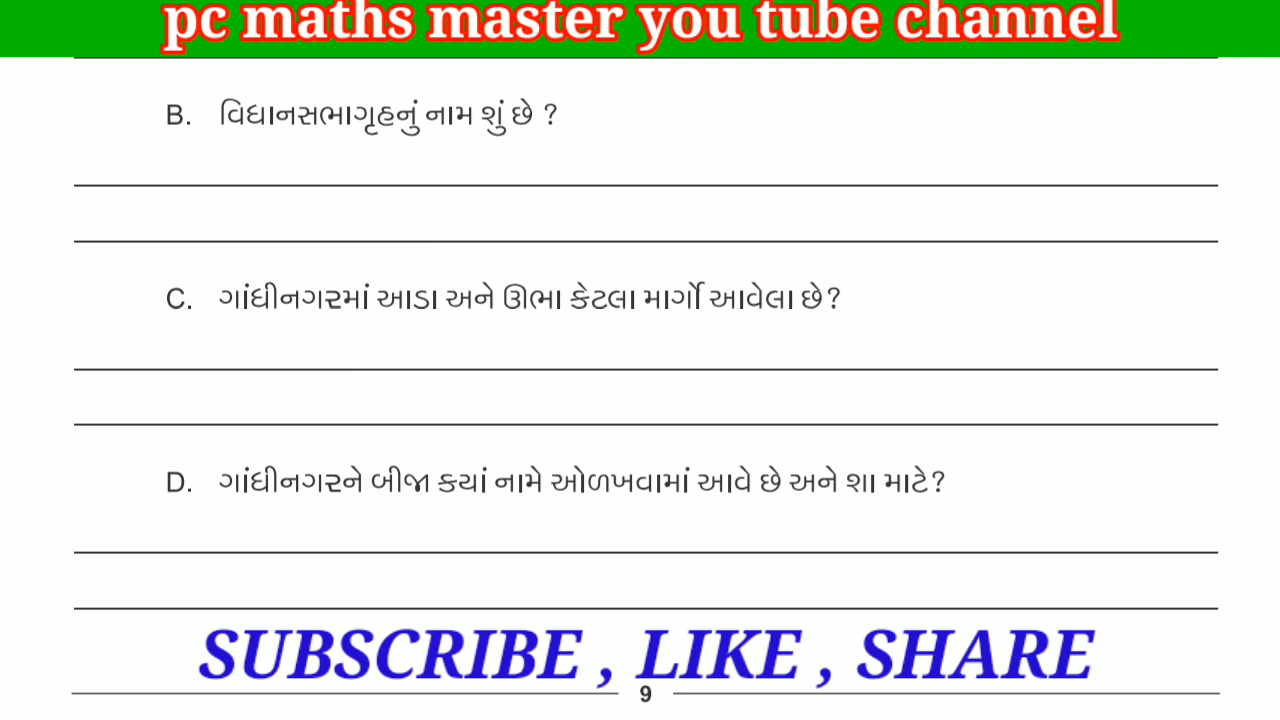 pc maths master you tube channel
B. વિધાનસભાગૃહનું નામ શું છે ?
C. ગાંધીનગરમાં આડા અને ઊભા કેટલા માર્ગો આવેલા છે?
D. ગાંધીનગરને બીજા કયાં નામે ઓળખવામાં આવે છે અને શા માટે?
SUBSCRIBE , LIKE , SHARE
9